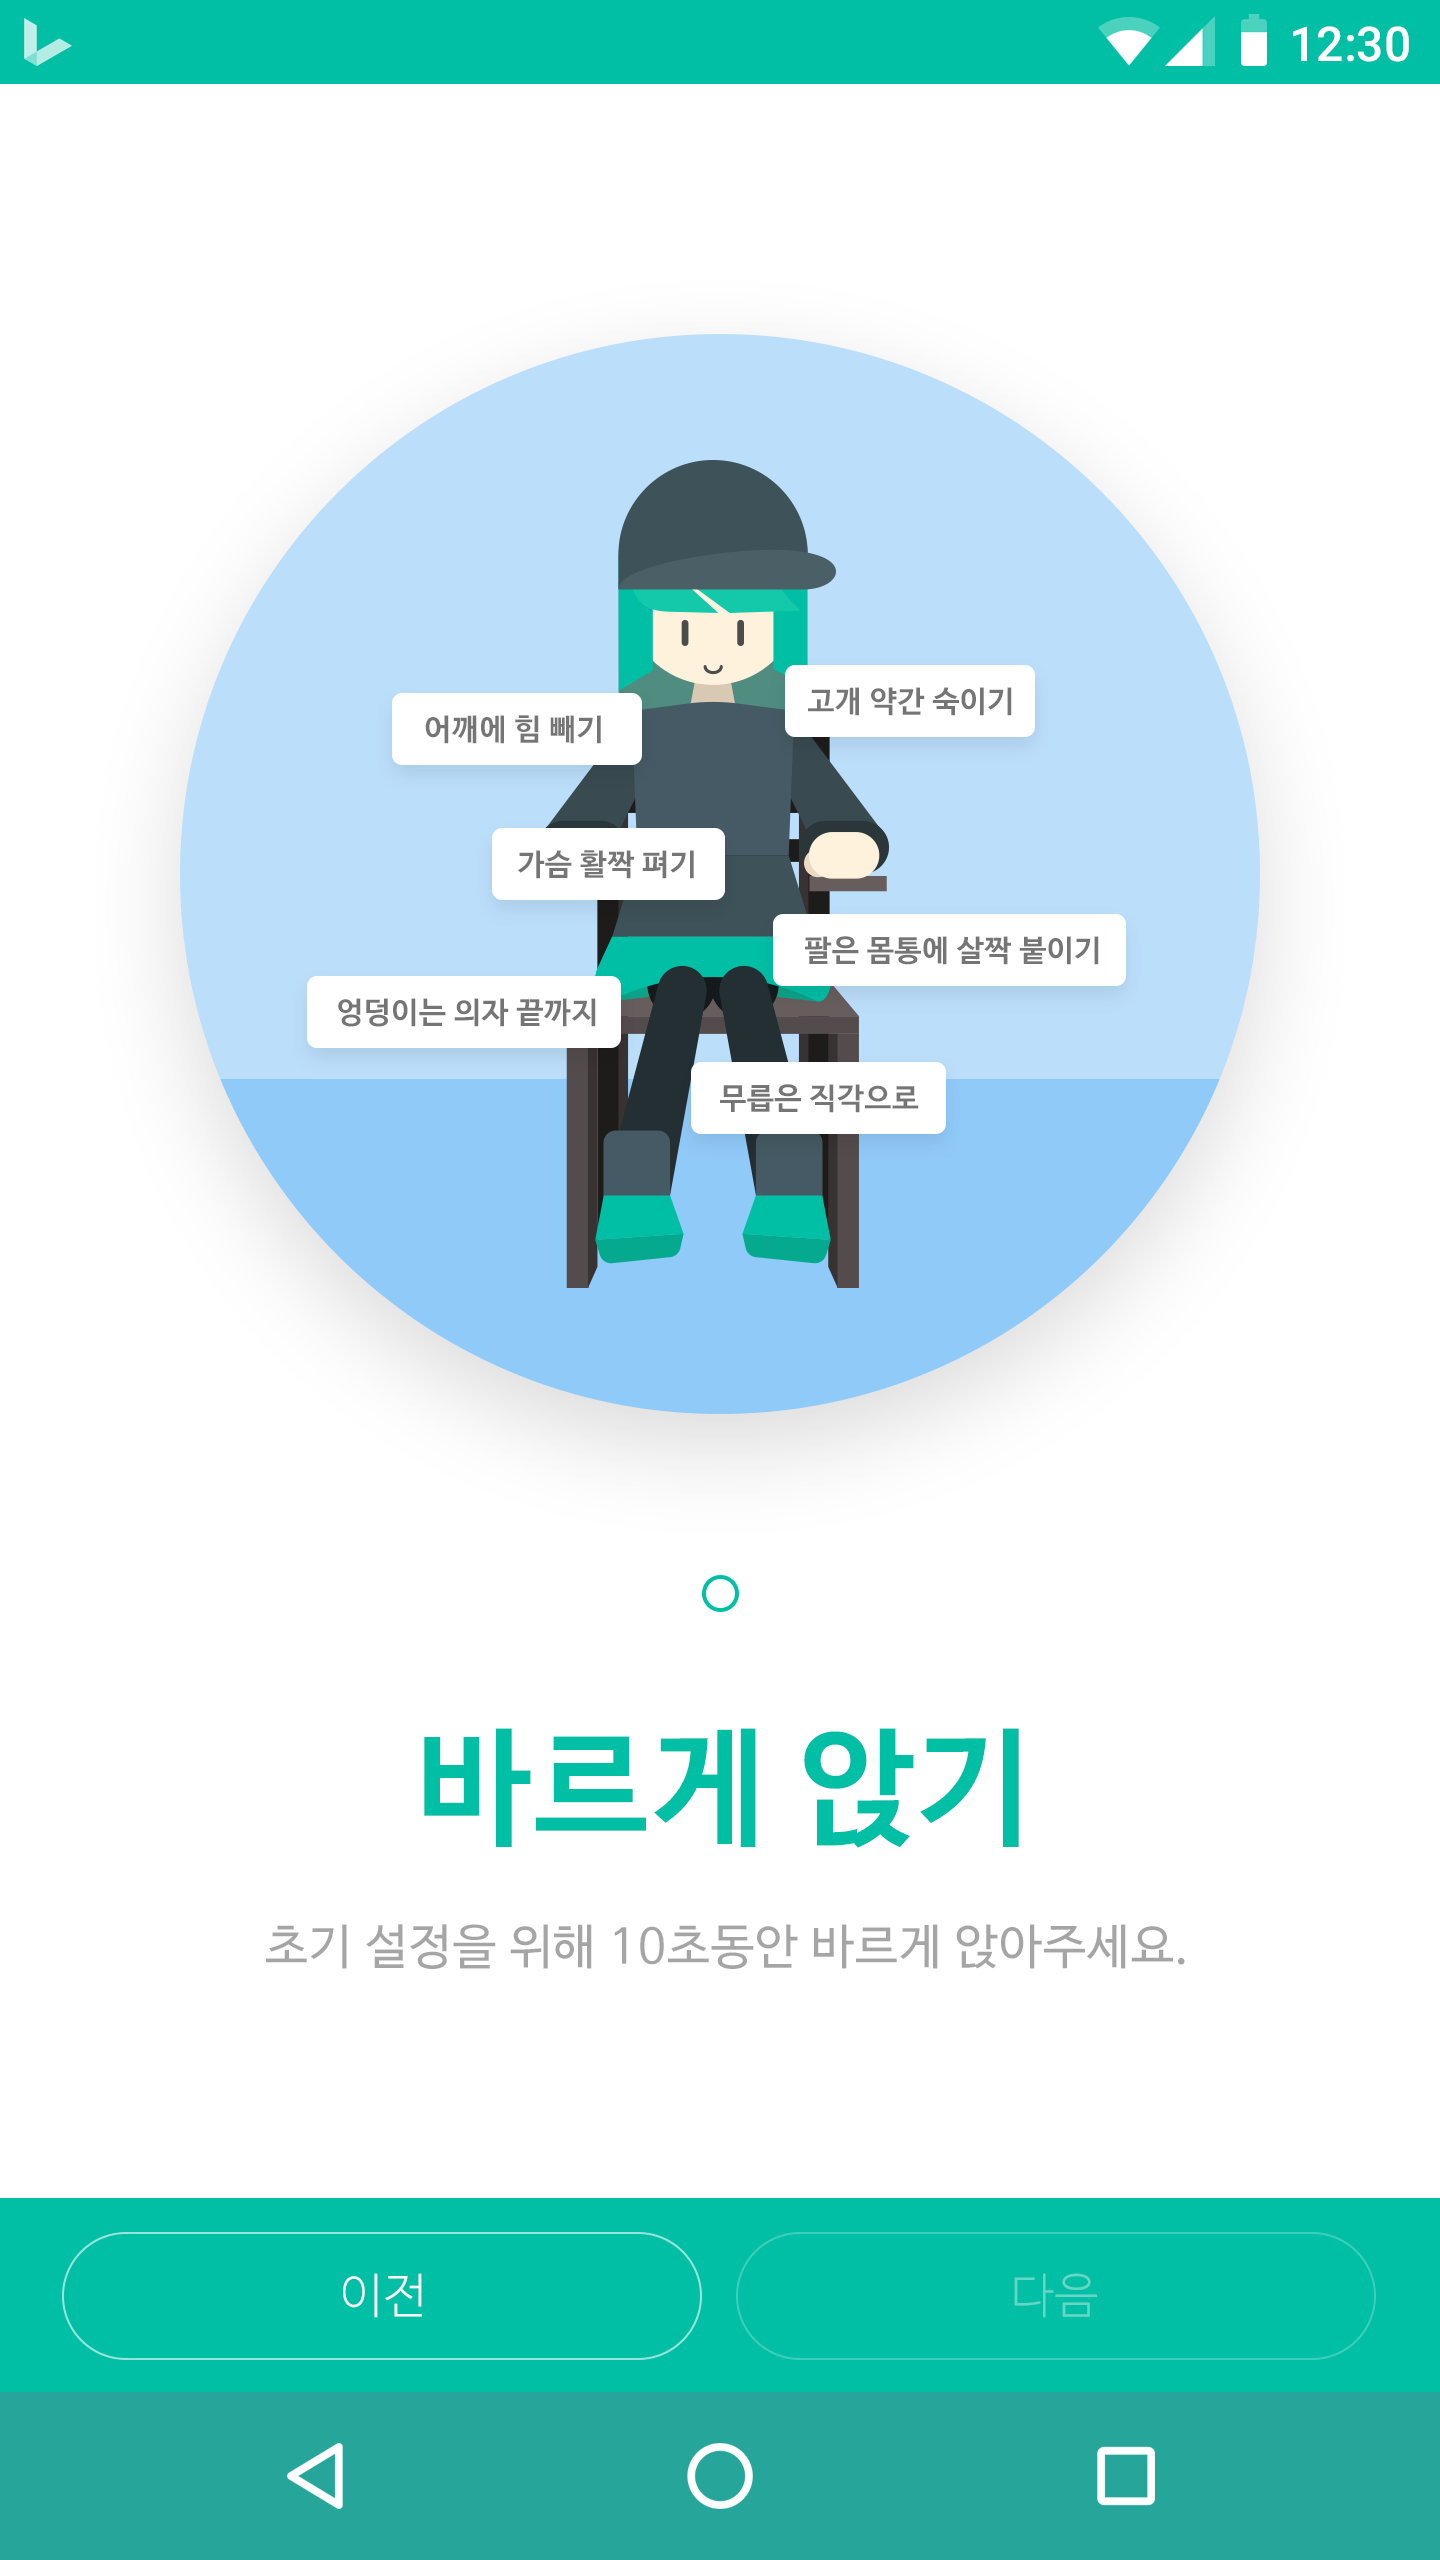 12:30
고개 약간 숙이기
어깨에 힘 빼기
가슴 활짝 펴기
팔은 몸통에 살짝 붙이기
엉덩이는 의자 끝까지
무릎은 직각으로
바르게 앉기
초기 설정을 위해 10초동안 바르게 앉아주세요.
이전
다음